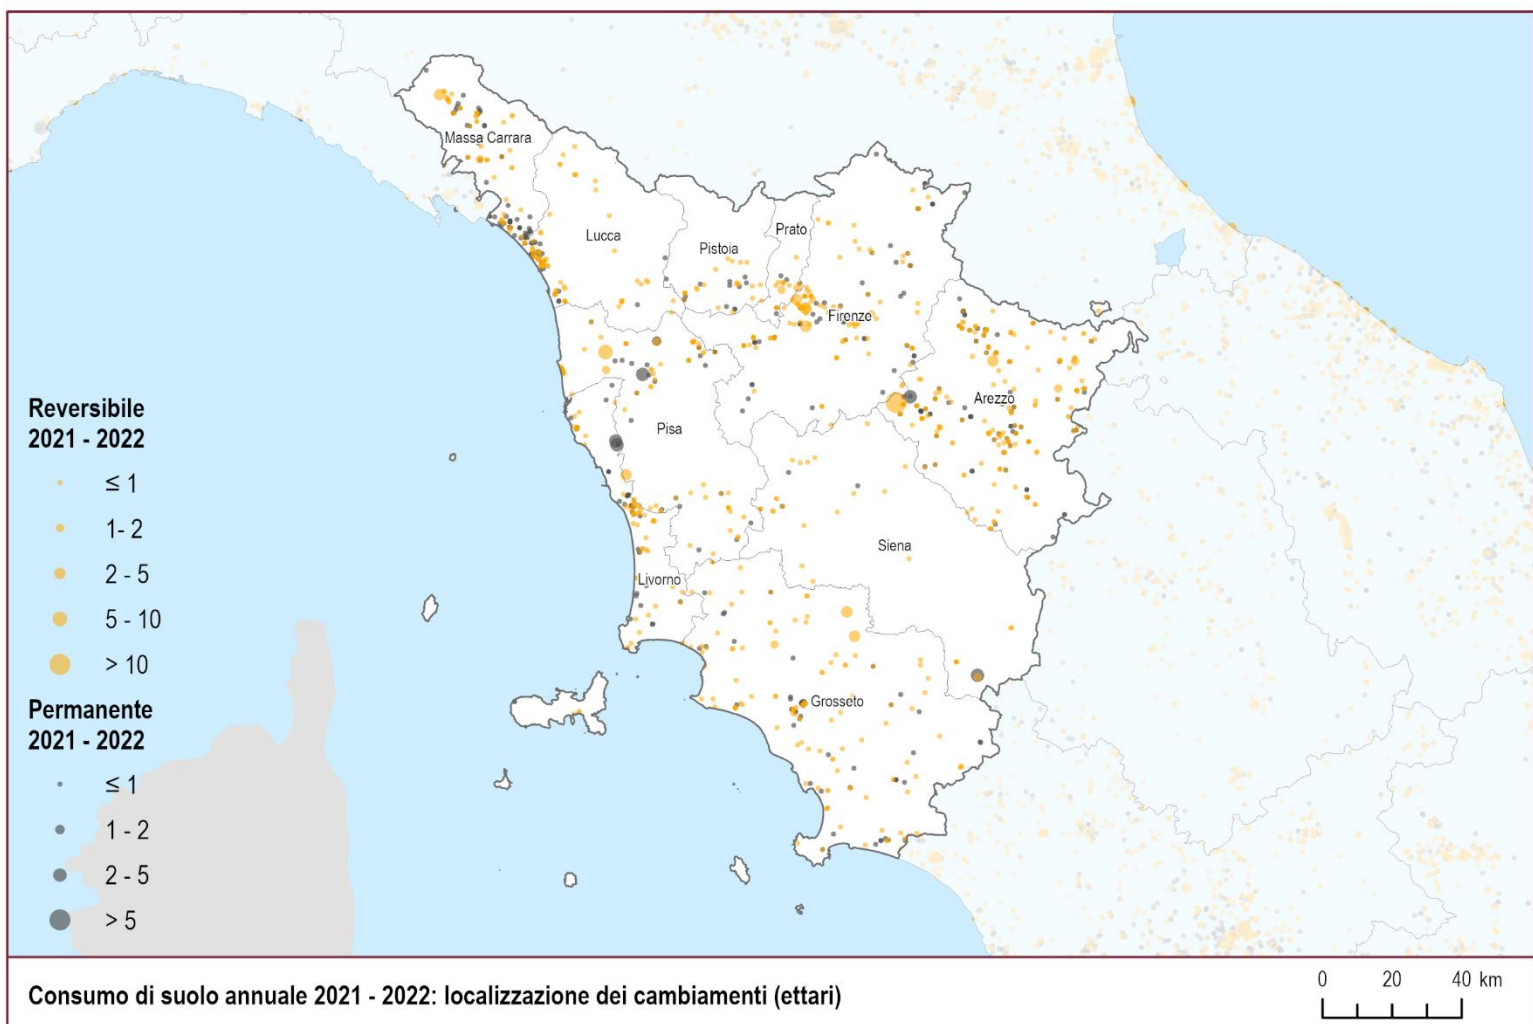 Massa Carrara
Lucca
Pistoia
Prato
Firenze
Arezzo
Pisa
Siena
Livorno
Grosseto
Reversibile
2021 - 2022
≤ 1
1- 2
2 - 5
5 - 10
> 10
Permanente
2021 - 2022
≤ 1
1 - 2
2 - 5
> 5
Consumo di suolo annuale 2021 - 2022: localizzazione dei cambiamenti (ettari)
0 20 40 km